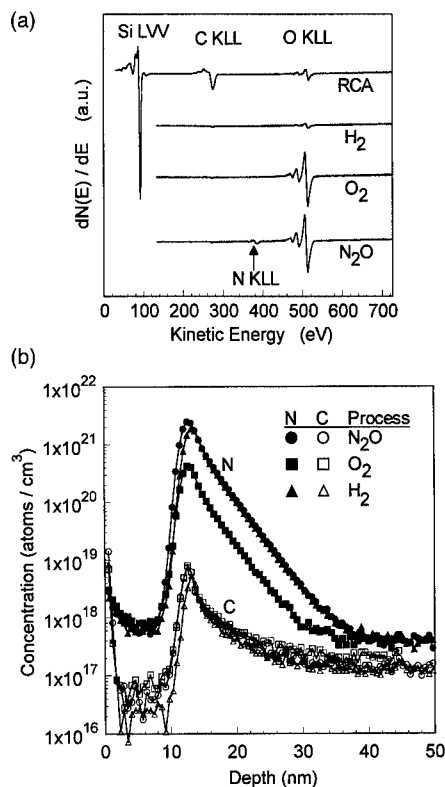 (a)
Si LVV
C KLL
O KLL
RCA
H2
O2
N2O
N KLL
dN(E) / dE (a.u.)
0 100 200 300 400 500 600 700
Kinetic Energy (eV)
(b)
1x10^22
1x10^21
1x10^20
1x10^19
1x10^18
1x10^17
1x10^16
Concentration (atoms / cm^3)
N C Process
N2O
O2
H2
N
C
0 10 20 30 40 50
Depth (nm)